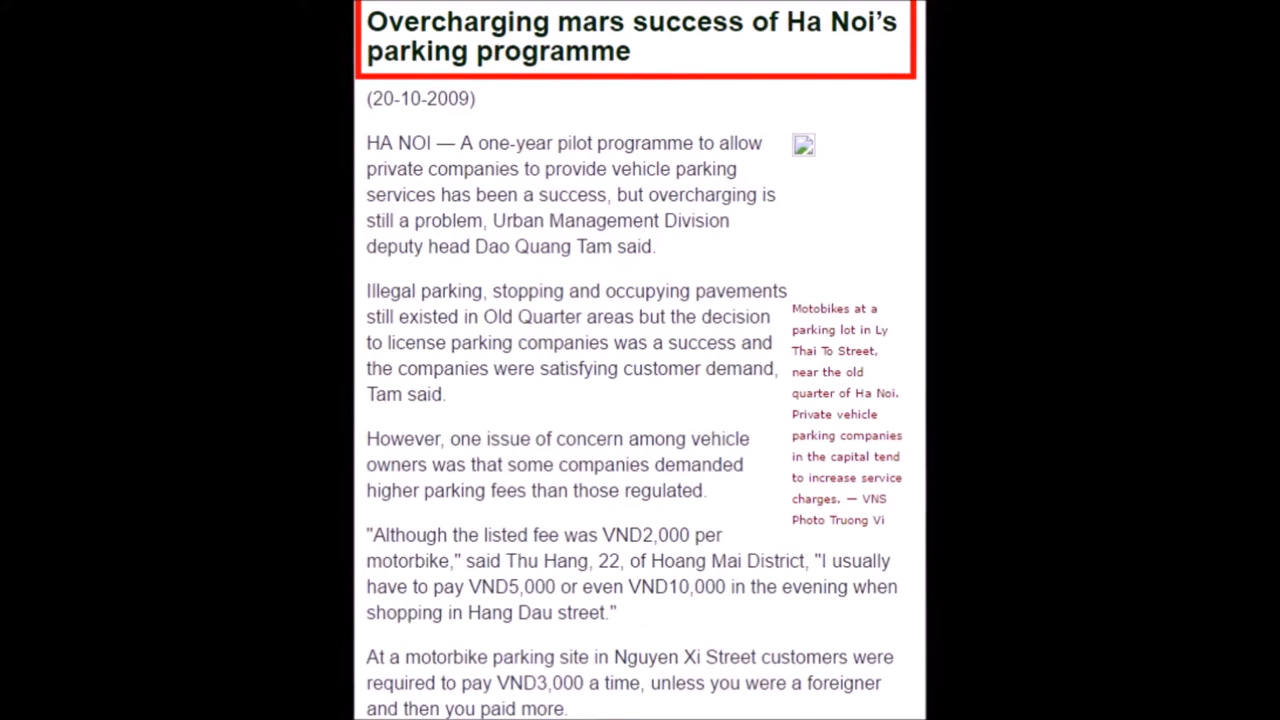 Overcharging mars success of Ha Noi’s
parking programme
(20-10-2009)
HA NOI — A one-year pilot programme to allow
private companies to provide vehicle parking
services has been a success, but overcharging is
still a problem, Urban Management Division
deputy head Dao Quang Tam said.
Illegal parking, stopping and occupying pavements
still existed in Old Quarter areas but the decision
to license parking companies was a success and
the companies were satisfying customer demand,
Tam said.
However, one issue of concern among vehicle
owners was that some companies demanded
higher parking fees than those regulated.
Motobikes at a
parking lot in Ly
Thai To Street,
near the old
quarter of Ha Noi.
Private vehicle
parking companies
in the capital tend
to increase service
charges. — VNS
Photo Truong Vi
"Although the listed fee was VND2,000 per
motorbike," said Thu Hang, 22, of Hoang Mai District, "I usually
have to pay VND5,000 or even VND10,000 in the evening when
shopping in Hang Dau street."
At a motorbike parking site in Nguyen Xi Street customers were
required to pay VND3,000 a time, unless you were a foreigner
and then you paid more.